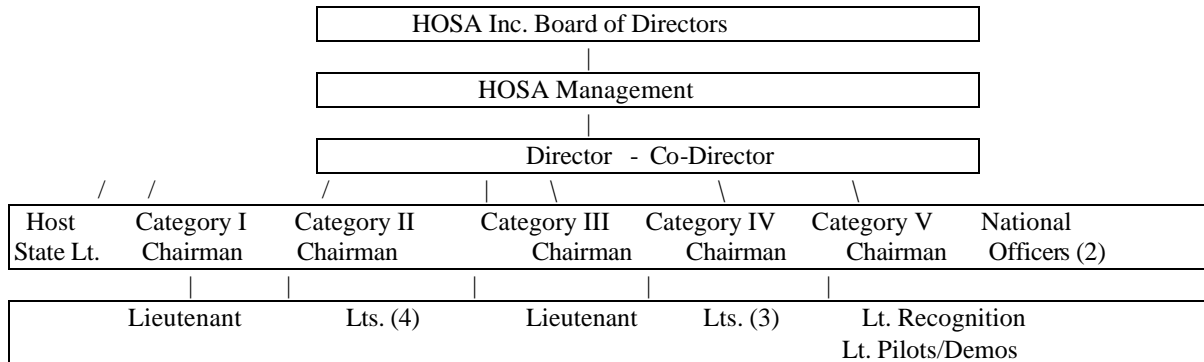 HOSA Inc. Board of Directors
HOSA Management
Director - Co-Director
Host Category I Category II Category III Category IV Category V National
State Lt. Chairman Chairman Chairman Chairman Chairman Officers (2)
Lieutenant Lts. (4) Lieutenant Lts. (3) Lt. Recognition
Lt. Pilots/Demos